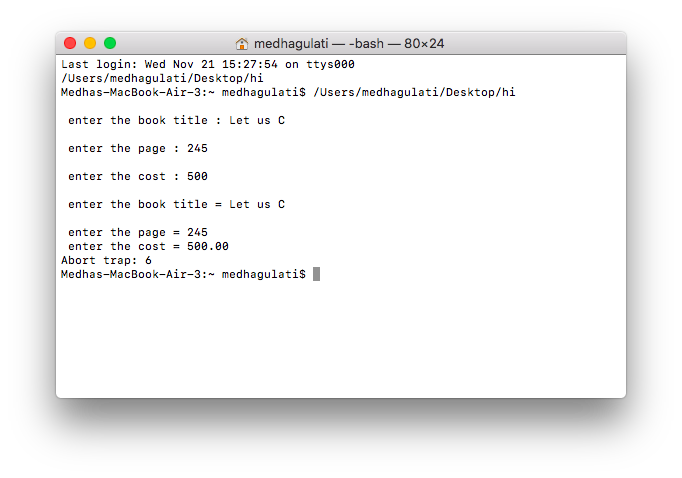 medhagulati — -bash — 80×24
Last login: Wed Nov 21 15:27:54 on ttys000
/Users/medhagulati/Desktop/hi
Medhas-MacBook-Air-3:~ medhagulati$ /Users/medhagulati/Desktop/hi
enter the book title : Let us C
enter the page : 245
enter the cost : 500
enter the book title = Let us C
enter the page = 245
enter the cost = 500.00
Abort trap: 6
Medhas-MacBook-Air-3:~ medhagulati$